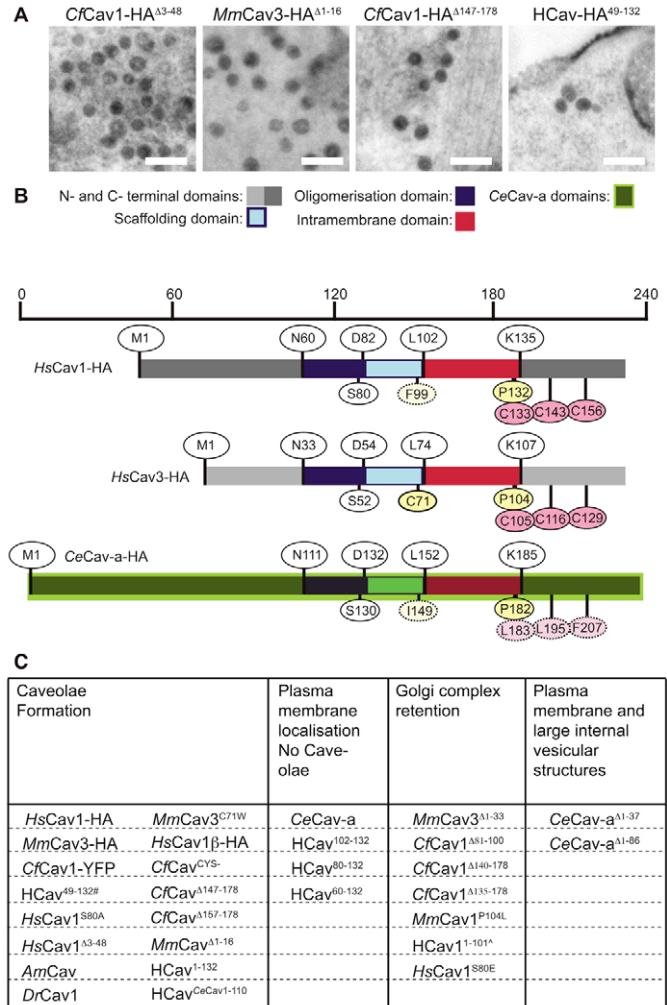 A
CfCav1-HAΔ3-48 MmCav3-HAΔ1-16 CfCav1-HAΔ147-178 HCav-HA49-132
B
N- and C- terminal domains: Oligomerisation domain: CeCav-a domains:
Scaffolding domain: Intramembrane domain:
0 60 120 180 240
M1 N60 D82 L102 K135
HsCav1-HA
S80 F99 P132
C133 C143 C156
M1 N33 D54 L74 K107
HsCav3-HA
S52 C71 P104
C105 C116 C129
M1 CeCav-a-HA N111 D132 L152 K185
S130 I149 P182
L183 L195 F207
C
Caveolae Plasma Golgi complex Plasma
Formation membrane retention membrane and
localisation large internal
No Cave- vesicular
olae structures
HsCav1-HA MmCav3C71W CeCav-a MmCav3Δ1-33 CeCav-aΔ1-37
MmCav3-HA HsCav1β-HA HCav102-132 CfCav1Δ81-100 CeCav-aΔ1-86
CfCav1-YFP CfCavCYS- HCav80-132 CfCav1Δ140-178
HCav49-132# CfCavΔ147-178 HCav60-132 CfCav1Δ135-178
HsCav1S80A CfCavΔ157-178 MmCav1P104L
HsCav1Δ3-48 MmCavΔ1-16 HCav11-101^
AmCav HCav1-132 HsCav1S80E
DrCav1 HCavCeCav1-110